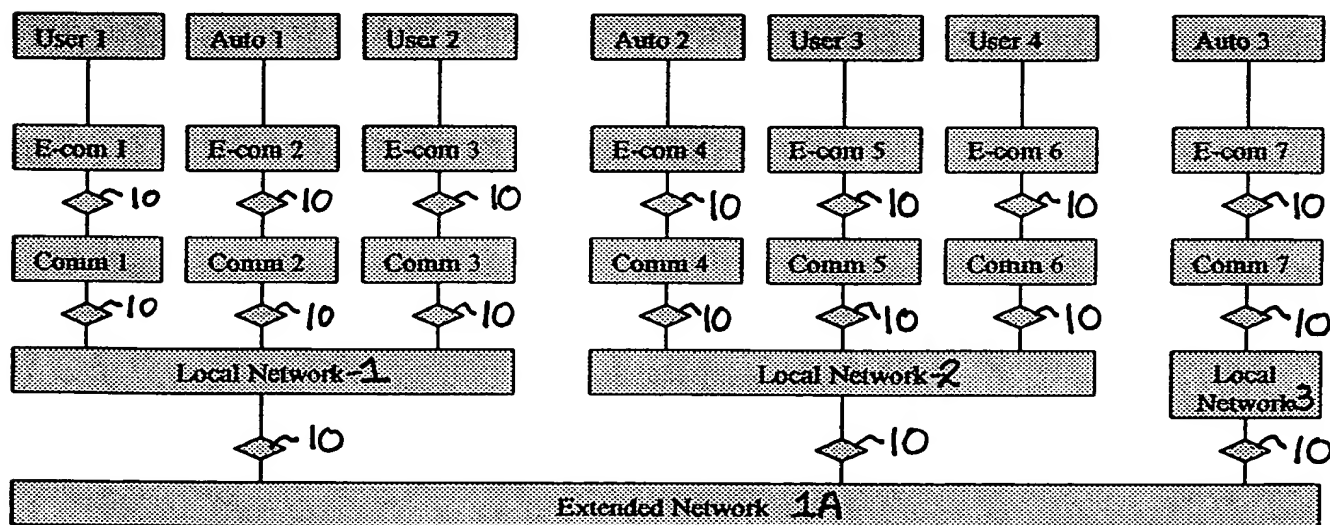 User 1 Auto 1 User 2 Auto 2 User 3 User 4 Auto 3
E-com 1 E-com 2 E-com 3 E-com 4 E-com 5 E-com 6 E-com 7
10 10 10 10 10 10 10
Comm 1 Comm 2 Comm 3 Comm 4 Comm 5 Comm 6 Comm 7
10 10 10 10 10 10 10
Local Network-1 Local Network-2 Local
Network3
10 10 10
Extended Network 1A